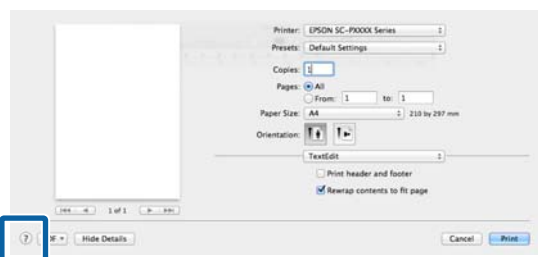 Printer: EPSON SC-PXXXX Series
Presets: Default Settings
Copies: 1
Pages: All
From: 1 to: 1
Paper Size: A4 210 by 297 mm
Orientation:
TextEdit
Print header and footer
Rewrap contents to fit page
1 of 1
? DF Hide Details Cancel Print